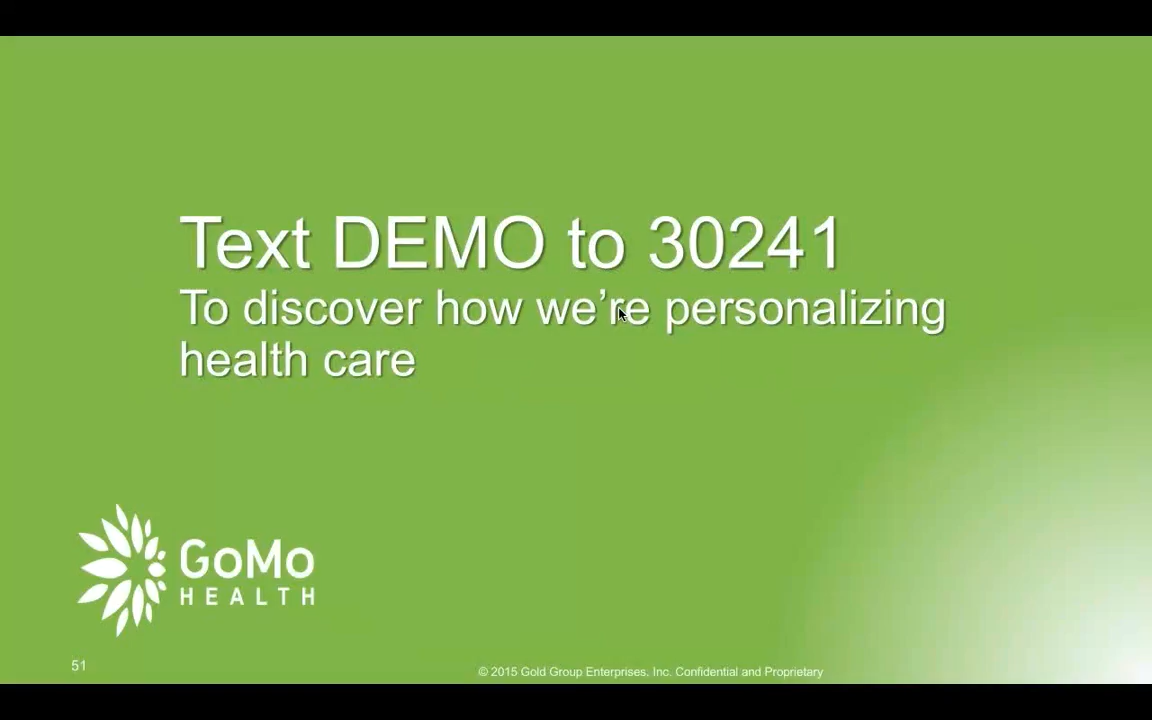 Text DEMO to 30241
To discover how we’re personalizing
health care
GoMo
HEALTH
51
© 2015 Gold Group Enterprises, Inc. Confidential and Proprietary